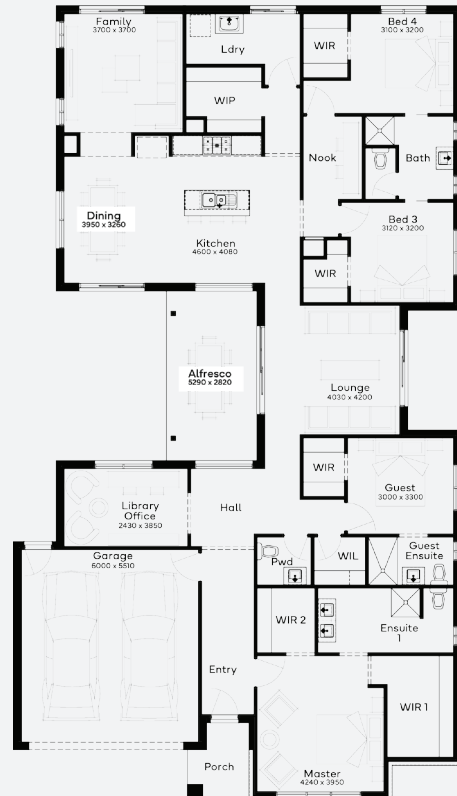 Family
3700 x 3700
Ldry
WIR
Bed 4
3100 x 3200
WIP
Nook
Bath
Dining
3950 x 3260
Kitchen
4600 x 4080
Bed 3
3120 x 3200
WIR
Alfresco
5290 x 2820
Lounge
4030 x 4200
WIR
Guest
3000 x 3300
Library
Office
2430 x 3850
Hall
Garage
6000 x 5510
Pwd
WIL
Guest
Ensuite
WIR 2
Ensuite
1
Entry
WIR 1
Porch
Master
4240 x 3950